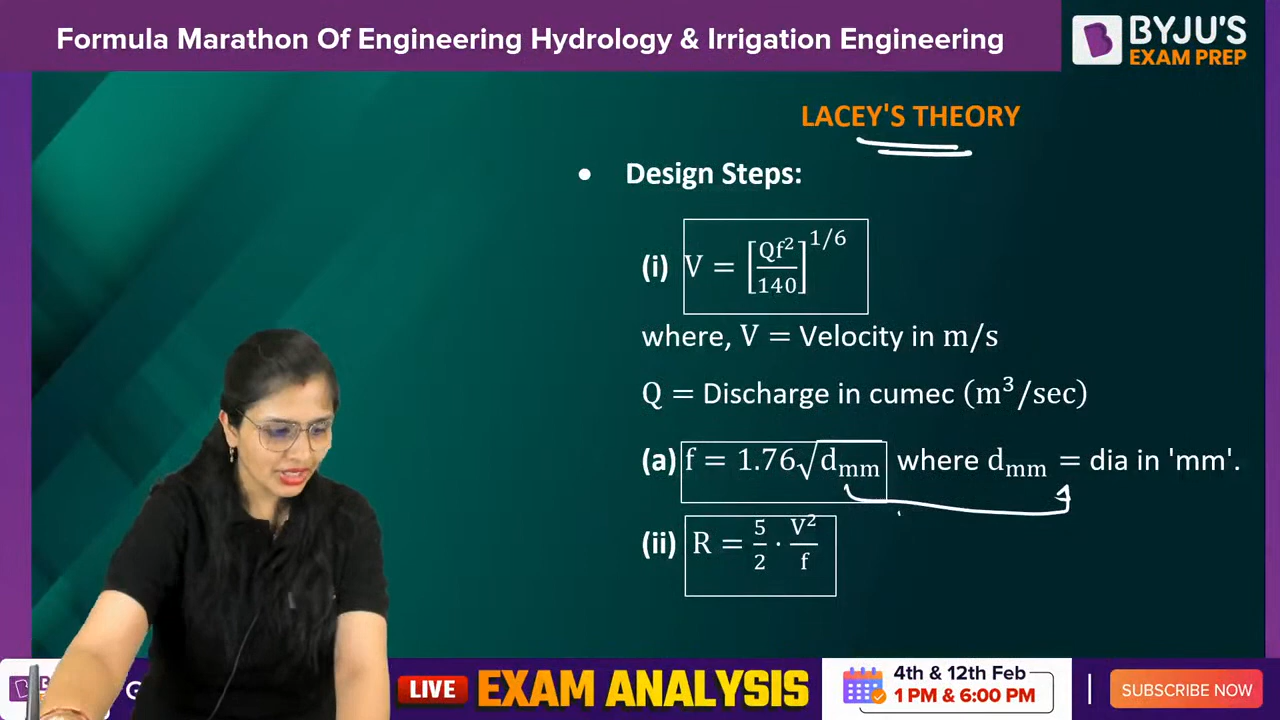 Formula Marathon Of Engineering Hydrology & Irrigation Engineering
BYJU'S
EXAM PREP
LACEY'S THEORY
• Design Steps:
(i) V = [Qf²/140]^1/6
where, V = Velocity in m/s
Q = Discharge in cumec (m³/sec)
(a) f = 1.76√d_mm where d_mm = dia in 'mm'.
(ii) R = 5/2 · V²/f
LIVE EXAM ANALYSIS
4th & 12th Feb
1 PM & 6:00 PM
SUBSCRIBE NOW